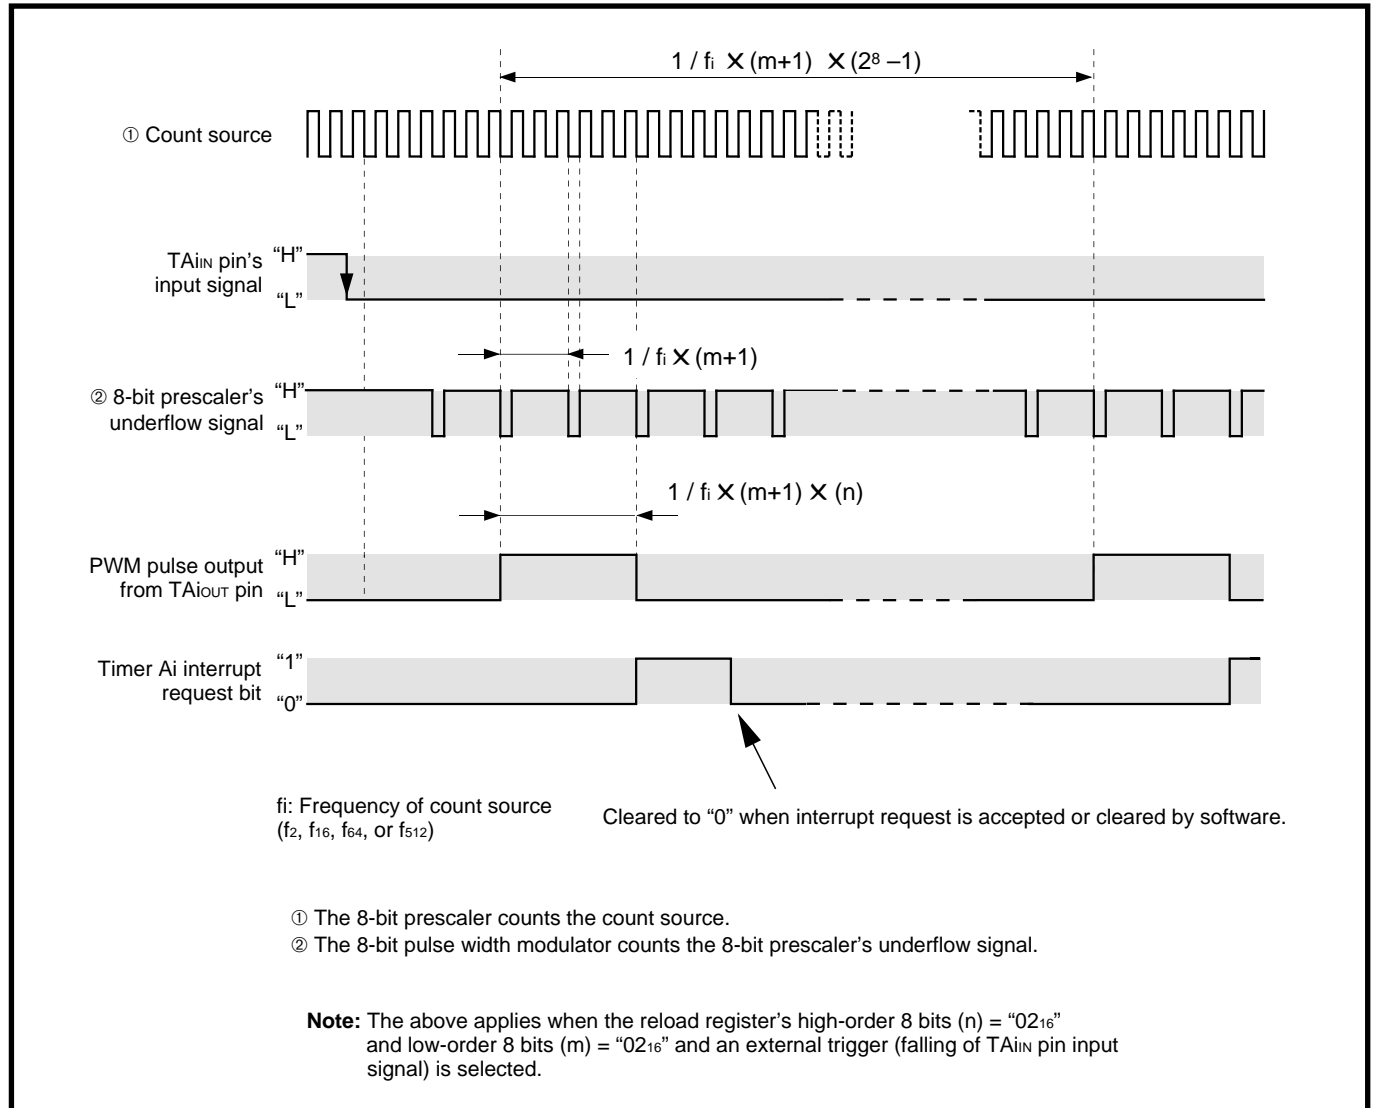 1 / fi ×(m+1) ×(2⁸ –1)
① Count source
TAiIN pin's
input signal
“H”
“L”
1 / fi ×(m+1)
② 8-bit prescaler's
underflow signal
“H”
“L”
1 / fi ×(m+1) ×(n)
PWM pulse output
from TAiOUT pin
“H”
“L”
Timer Ai interrupt
request bit
“1”
“0”
fi: Frequency of count source
(f2, f16, f64, or f512)
Cleared to “0” when interrupt request is accepted or cleared by software.
① The 8-bit prescaler counts the count source.
② The 8-bit pulse width modulator counts the 8-bit prescaler's underflow signal.
Note: The above applies when the reload register's high-order 8 bits (n) = “0216”
and low-order 8 bits (m) = “0216” and an external trigger (falling of TAiIN pin input
signal) is selected.